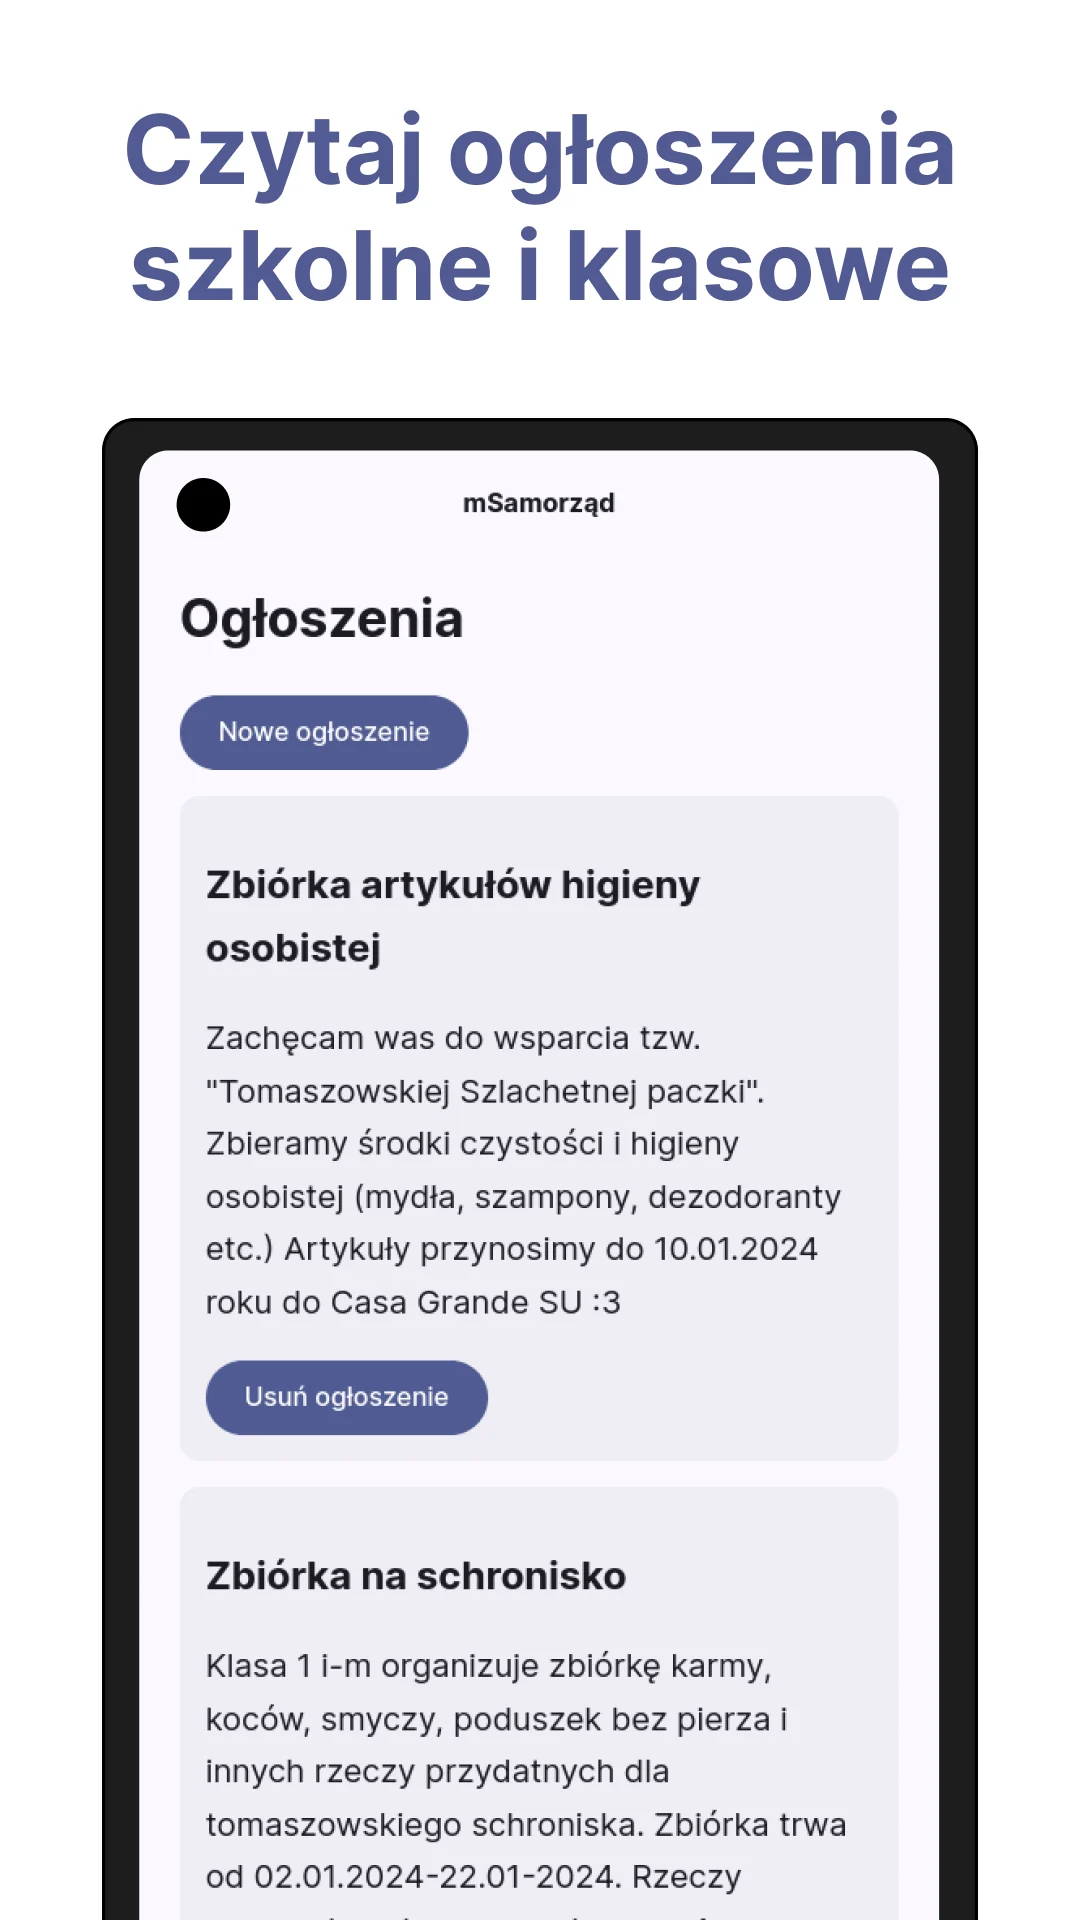 Czytaj ogłoszenia
szkolne i klasowe
mSamorząd
Ogłoszenia
Nowe ogłoszenie
Zbiórka artykułów higieny
osobistej
Zachęcam was do wsparcia tzw.
"Tomaszowskiej Szlachetnej paczki".
Zbieramy środki czystości i higieny
osobistej (mydła, szampony, dezodoranty
etc.) Artykuły przynosimy do 10.01.2024
roku do Casa Grande SU :3
Usuń ogłoszenie
Zbiórka na schronisko
Klasa 1 i-m organizuje zbiórkę karmy,
koców, smyczy, poduszek bez pierza i
innych rzeczy przydatnych dla
tomaszowskiego schroniska. Zbiórka trwa
od 02.01.2024-22.01-2024. Rzeczy